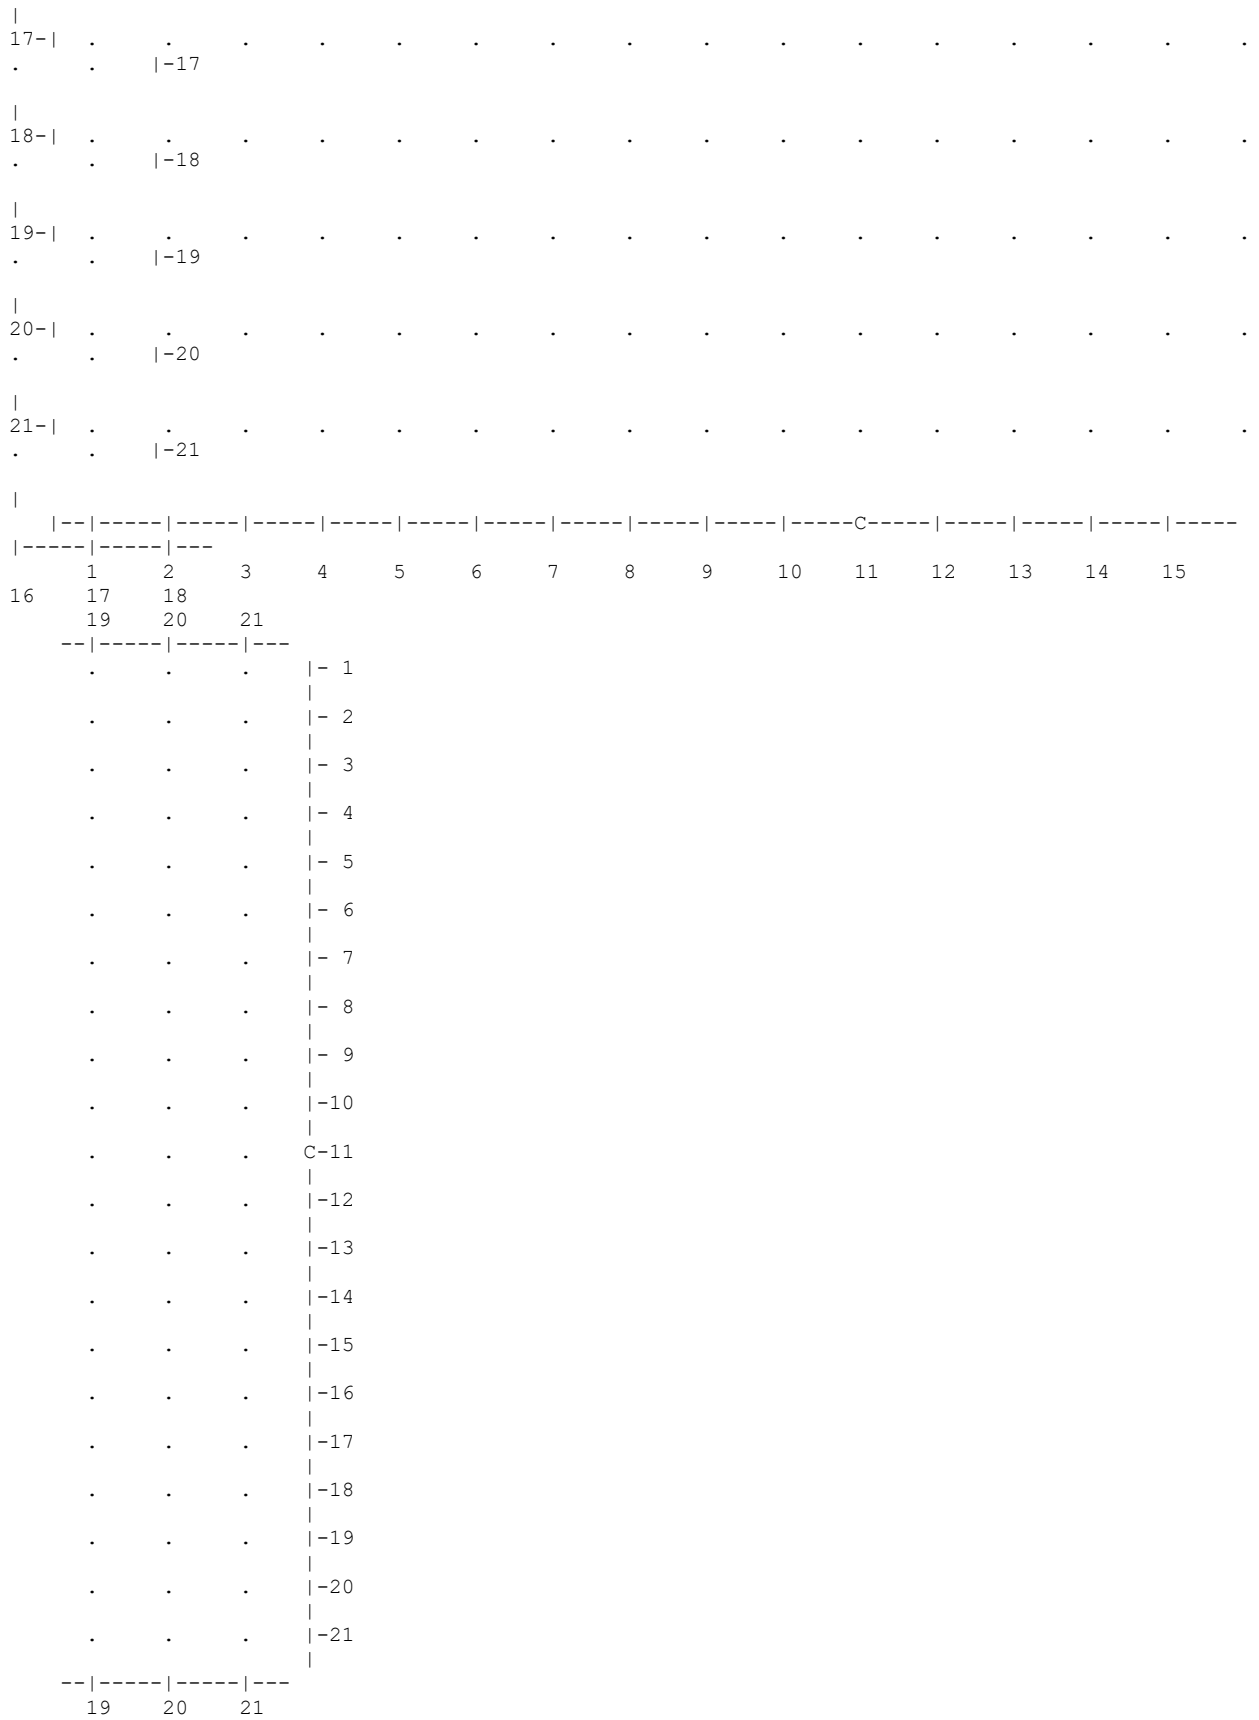 |
17-|   .       .       .       .       .       .       .       .       .       .       .       .       .       .       .       .
.       .      |-17
|
18-|   .       .       .       .       .       .       .       .       .       .       .       .       .       .       .       .
.       .      |-18
|
19-|   .       .       .       .       .       .       .       .       .       .       .       .       .       .       .       .
.       .      |-19
|
20-|   .       .       .       .       .       .       .       .       .       .       .       .       .       .       .       .
.       .      |-20
|
21-|   .       .       .       .       .       .       .       .       .       .       .       .       .       .       .       .
.       .      |-21
|
|--|-----|-----|-----|-----|-----|-----|-----|-----|-----|-----C-----|-----|-----|-----|-----
|-----|-----|---
1 2 3 4 5 6 7 8 9 10 11 12 13 14 15
16 17 18
19 20 21
--|-----|-----|---
. . . |- 1
|
. . . |- 2
|
. . . |- 3
|
. . . |- 4
|
. . . |- 5
|
. . . |- 6
|
. . . |- 7
|
. . . |- 8
|
. . . |- 9
|
. . . |-10
|
. . . C-11
|
. . . |-12
|
. . . |-13
|
. . . |-14
|
. . . |-15
|
. . . |-16
|
. . . |-17
|
. . . |-18
|
. . . |-19
|
. . . |-20
|
. . . |-21
|
--|-----|-----|---
19 20 21